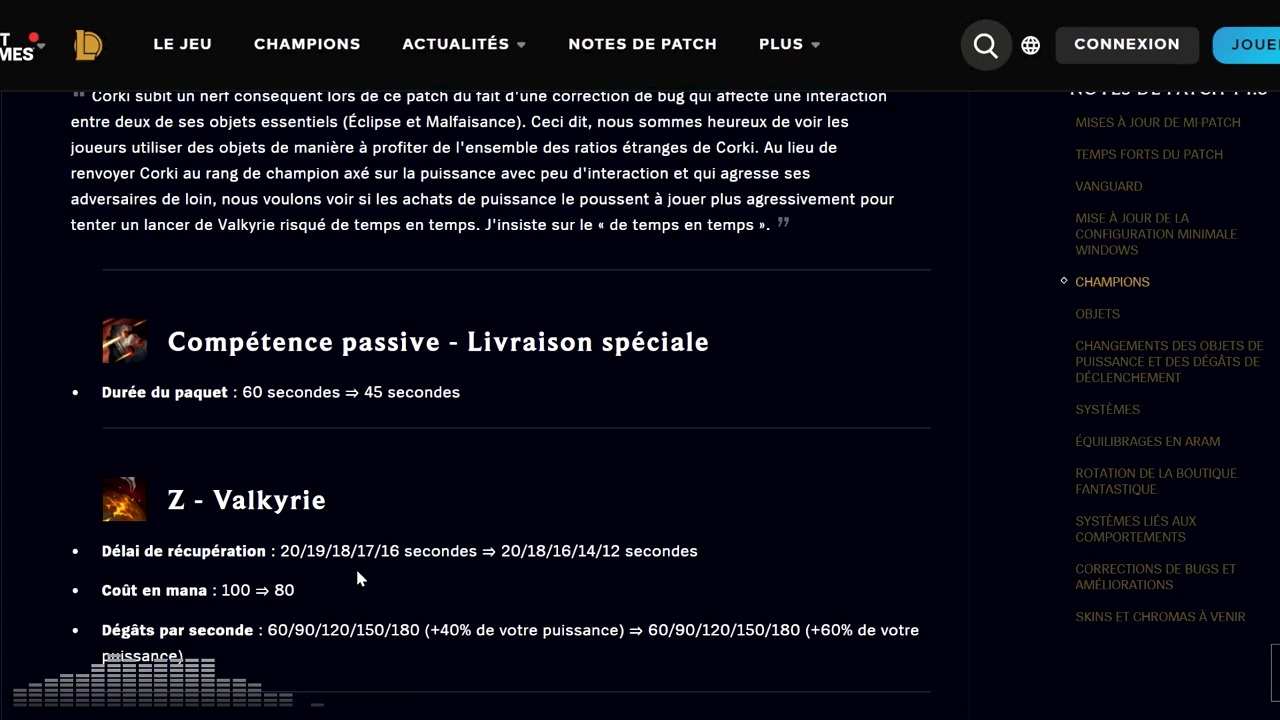 T
MES
LE JEU
CHAMPIONS
ACTUALITÉS
NOTES DE PATCH
PLUS
CONNEXION
JOUE
" Corki subit un nerf conséquent lors de ce patch du fait d'une correction de bug qui affecte une interaction
entre deux de ses objets essentiels (Éclipse et Malfaisance). Ceci dit, nous sommes heureux de voir les
joueurs utiliser des objets de manière à profiter de l'ensemble des ratios étranges de Corki. Au lieu de
renvoyer Corki au rang de champion axé sur la puissance avec peu d'interaction et qui agresse ses
adversaires de loin, nous voulons voir si les achats de puissance le poussent à jouer plus agressivement pour
tenter un lancer de Valkyrie risqué de temps en temps. J'insiste sur le « de temps en temps ». "
Compétence passive - Livraison spéciale
• Durée du paquet : 60 secondes ⇒ 45 secondes
Z - Valkyrie
• Délai de récupération : 20/19/18/17/16 secondes ⇒ 20/18/16/14/12 secondes
• Coût en mana : 100 ⇒ 80
• Dégâts par seconde : 60/90/120/150/180 (+40% de votre puissance) ⇒ 60/90/120/150/180 (+60% de votre
puissance)
NOTES DE PATCH
MISES À JOUR DE MI-PATCH
TEMPS FORTS DU PATCH
VANGUARD
MISE À JOUR DE LA
CONFIGURATION MINIMALE
WINDOWS
CHAMPIONS
OBJETS
CHANGEMENTS DES OBJETS DE
PUISSANCE ET DES DÉGÂTS DE
DÉCLENCHEMENT
SYSTÈMES
ÉQUILIBRAGES EN ARAM
ROTATION DE LA BOUTIQUE
FANTASTIQUE
SYSTÈMES LIÉS AUX
COMPORTEMENTS
CORRECTIONS DE BUGS ET
AMÉLIORATIONS
SKINS ET CHROMAS À VENIR